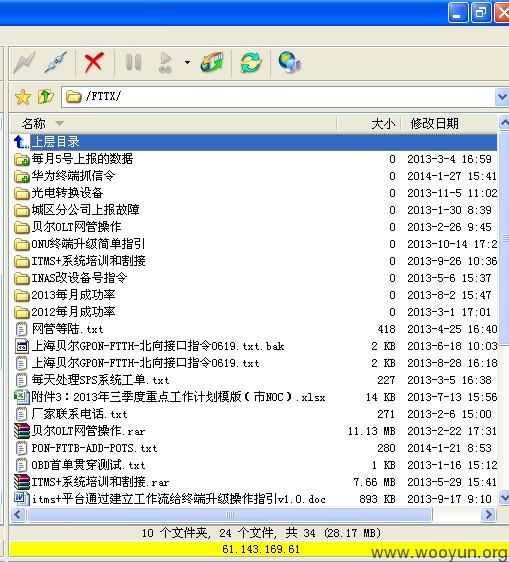 /FTTX/
名称 大小 修改日期
上层目录
每月5号上报的数据 0 2013-3-4 16:59
华为终端抓信令 0 2014-1-27 15:41
光电转换设备 0 2013-11-5 11:02
城区分公司上报故障 0 2013-1-30 8:39
贝尔OLT网管操作 0 2013-2-26 9:45
ONU终端升级简单指引 0 2013-10-14 17:2
ITMS+系统培训和割接 0 2013-9-26 10:36
INAS改设备号指令 0 2013-5-6 15:37
2013每月成功率 0 2013-8-2 15:47
2012每月成功率 0 2013-3-1 17:01
网管等陆.txt 418 2013-4-25 16:40
上海贝尔GPON-FTTH-北向接口指令0619.txt.bak 2 KB 2013-6-18 10:03
上海贝尔GPON-FTTH-北向接口指令0619.txt 2 KB 2013-8-28 16:18
每天处理SPS系统工单.txt 227 2013-3-5 16:38
附件3：2013年三季度重点工作计划模版（市NOC）.xlsx 14 KB 2013-7-13 15:56
厂家联系电话.txt 271 2013-2-6 15:00
贝尔OLT网管操作.rar 11.13 MB 2013-2-22 17:31
PON-FTTB-ADD-POTS.txt 280 2014-1-21 8:53
OBD首单贯穿测试.txt 1 KB 2013-1-16 15:12
ITMS+系统培训和割接.rar 7.66 MB 2013-5-29 15:41
itms+平台通过建立工作流给终端升级操作指引v1.0.doc 893 KB 2013-9-17 9:10
10 个文件夹, 24 个文件, 共 34 (28.17 MB)
61.143.169.61
www.wooyun.org